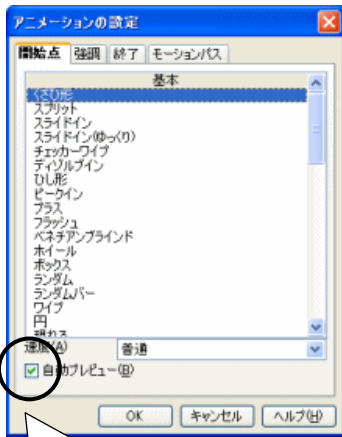 アニメーションの設定
開始点 強調 終了 モーションパス
基本
くさび形
スプリット
スライドイン
スライドイン(ゆっくり)
チェッカーワイプ
ディゾルブイン
ひし形
ピークイン
プラス
フラッシュ
ベネチアンブラインド
ホイール
ボックス
ランダム
ランダムバー
ワイプ
円
現れる
速度(A) 普通
自動プレビュー(B)
OK キャンセル ヘルプ(H)